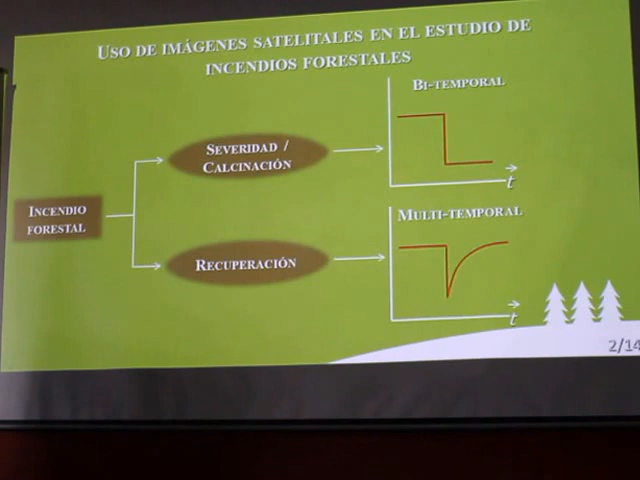 USO DE IMÁGENES SATELITALES EN EL ESTUDIO DE
INCENDIOS FORESTALES
BI-TEMPORAL
SEVERIDAD /
CALCINACIÓN
t
INCENDIO
FORESTAL
MULTI-TEMPORAL
RECUPERACIÓN
t
2/14